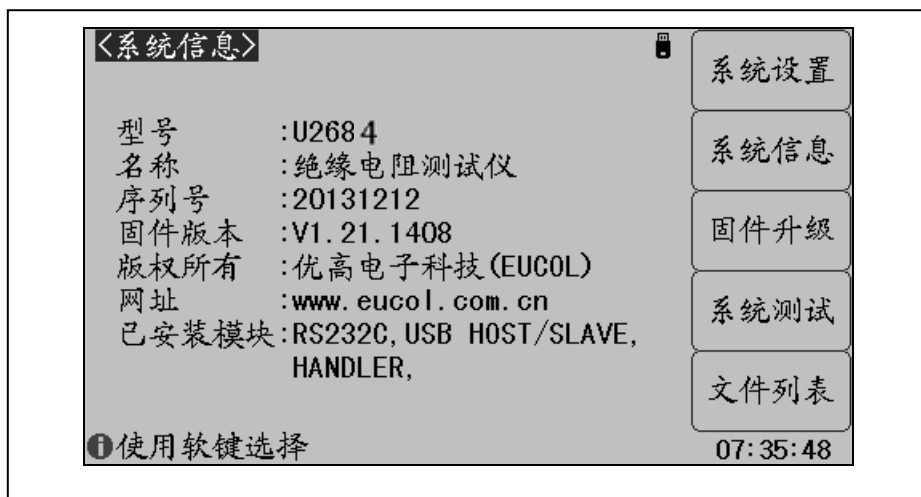 <系统信息>
型号 :U2684
名称 :绝缘电阻测试仪
序列号 :20131212
固件版本 :V1.21.1408
版权所有 :优高电子科技(EUCOL)
网址 :www.eucol.com.cn
已安装模块:RS232C,USB HOST/SLAVE,
HANDLER,
系统设置
系统信息
固件升级
系统测试
文件列表
使用软键选择
07:35:48